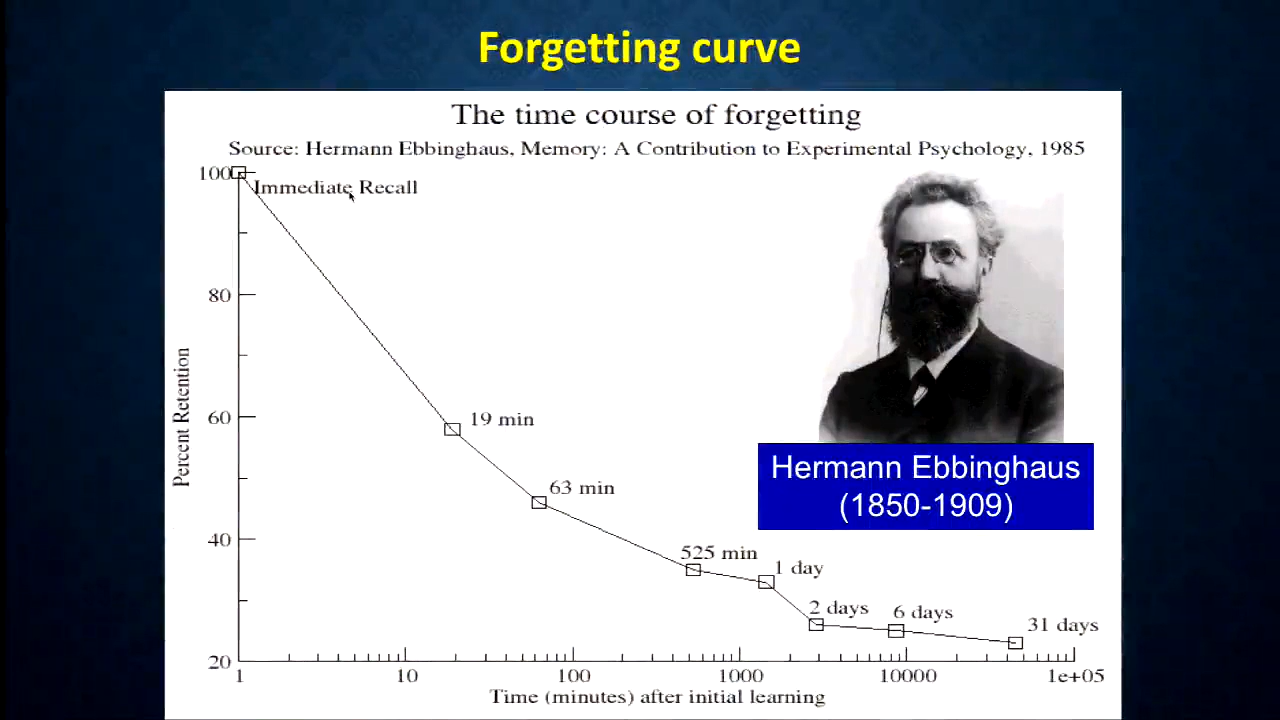 Forgetting curve
The time course of forgetting
Source: Hermann Ebbinghaus, Memory: A Contribution to Experimental Psychology, 1985
100
Immediate Recall
80
Percent Retention
60
19 min
63 min
Hermann Ebbinghaus
(1850-1909)
40
525 min
1 day
2 days
6 days
31 days
20
1 10 100 1000 10000 1e+05
Time (minutes) after initial learning